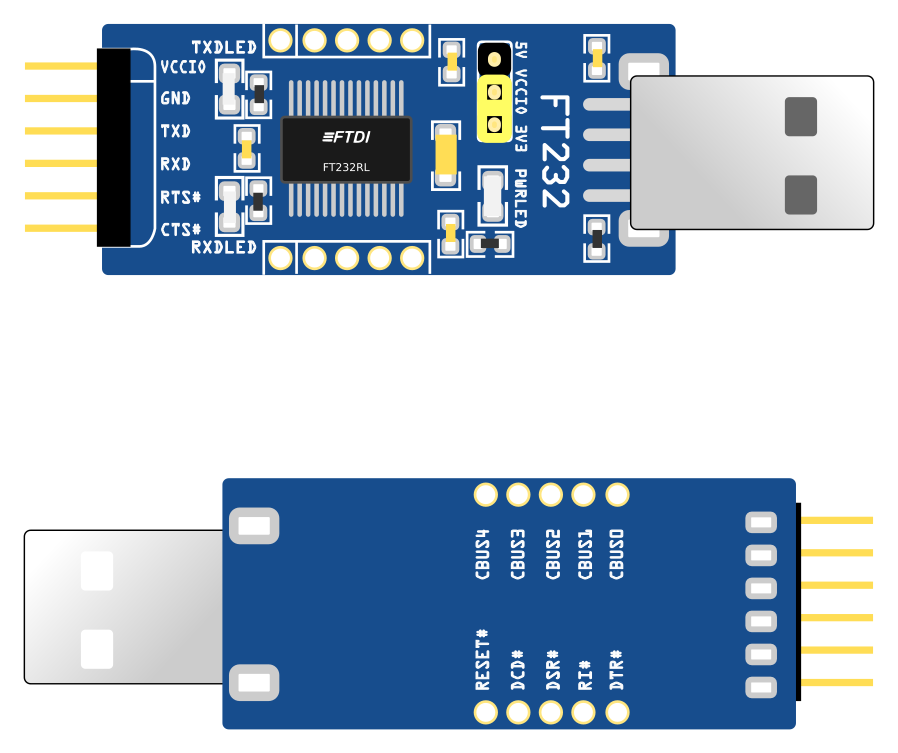 TXDLED
VCCIO
GND
TXD
RXD
RTS#
CTS#
RXDLED
FTDI
FT232RL
5V VCCIO 3V3
PWRLED
FT232
CBUS4
CBUS3
CBUS2
CBUS1
CBUS0
RESET#
DCD#
DSR#
RI#
DTR#